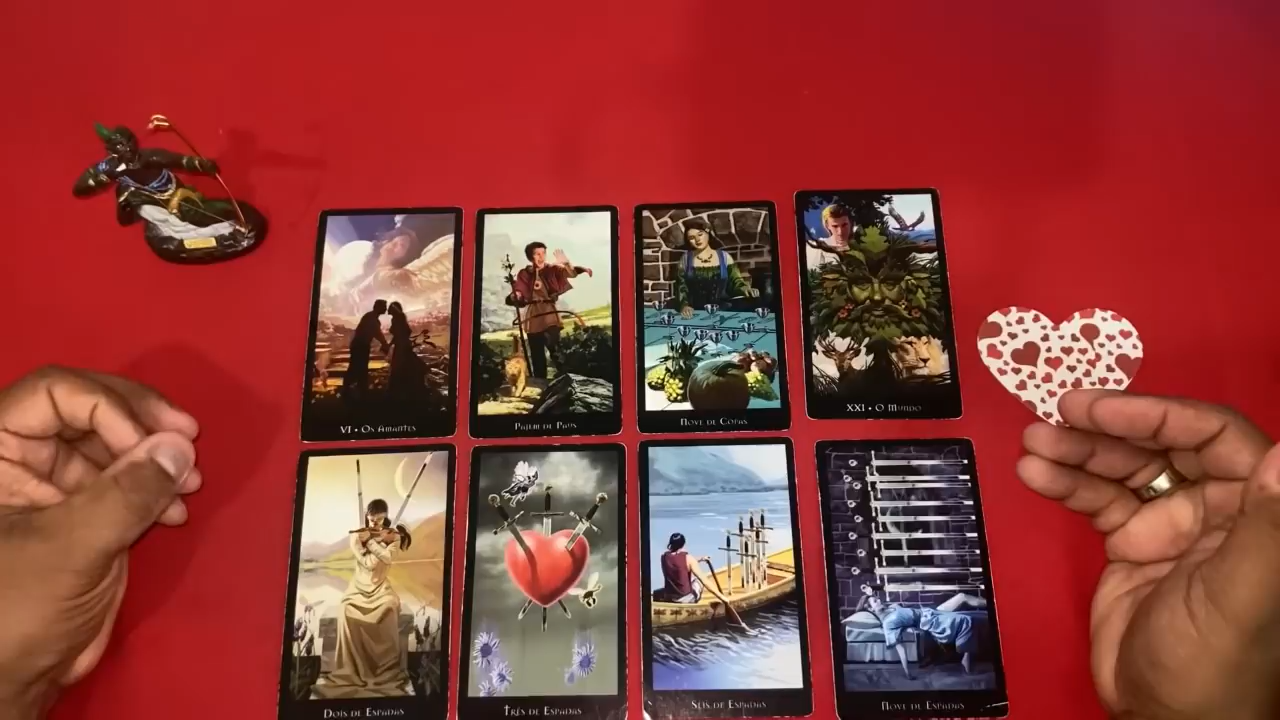 VI • Os Amantes
Pajem de Paus
Nove de Copas
XXI • O Mundo
Dois de Espadas
Três de Espadas
Seis de Espadas
Nove de Espadas